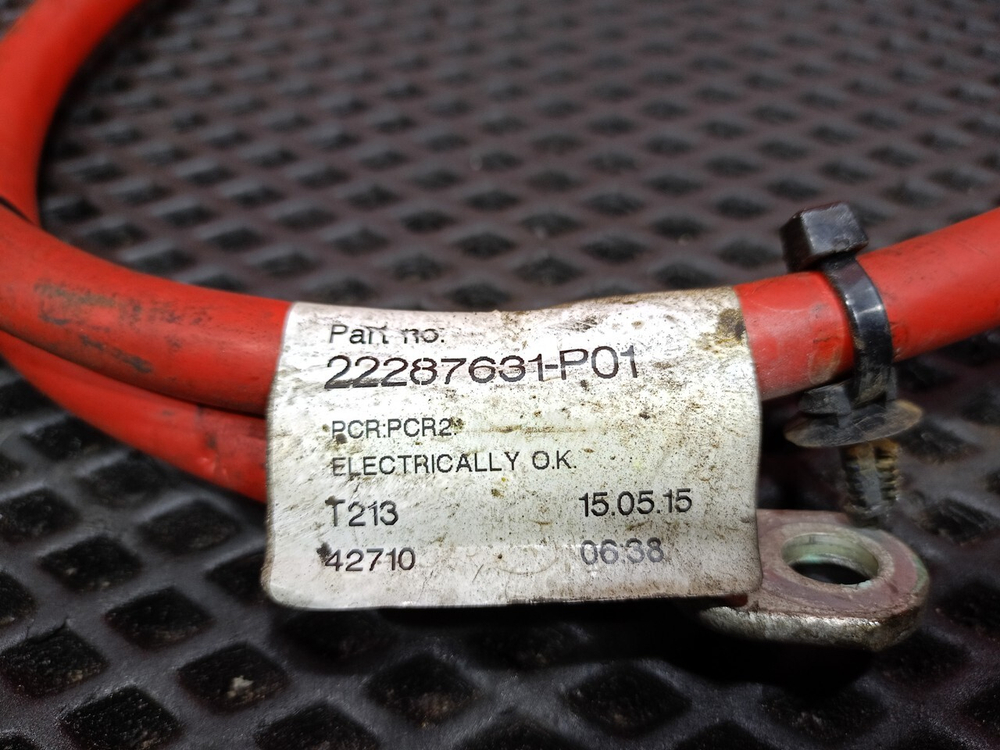 Part no.
22287631-P01
PCR:PCR2
ELECTRICALLY O.K.
T213 15.05.15
42710 06:38